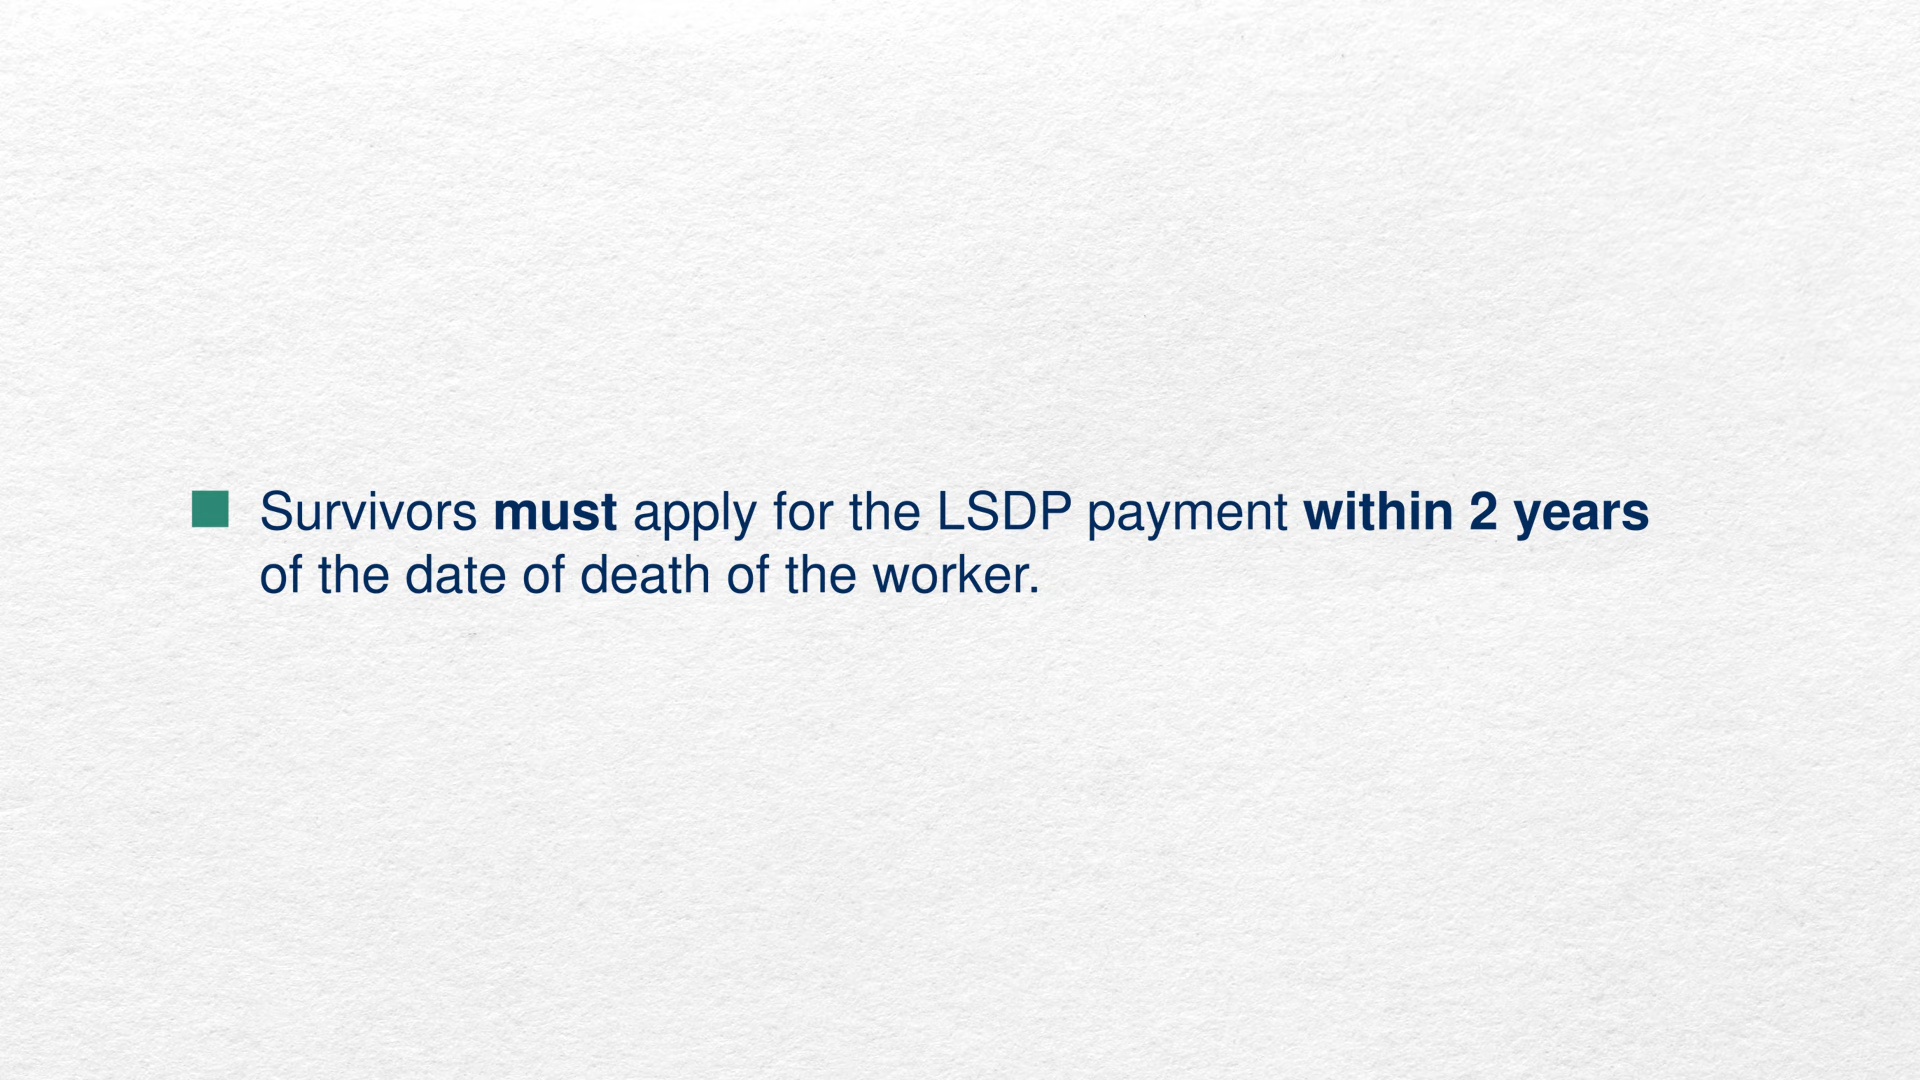 Survivors must apply for the LSDP payment within 2 years
of the date of death of the worker.